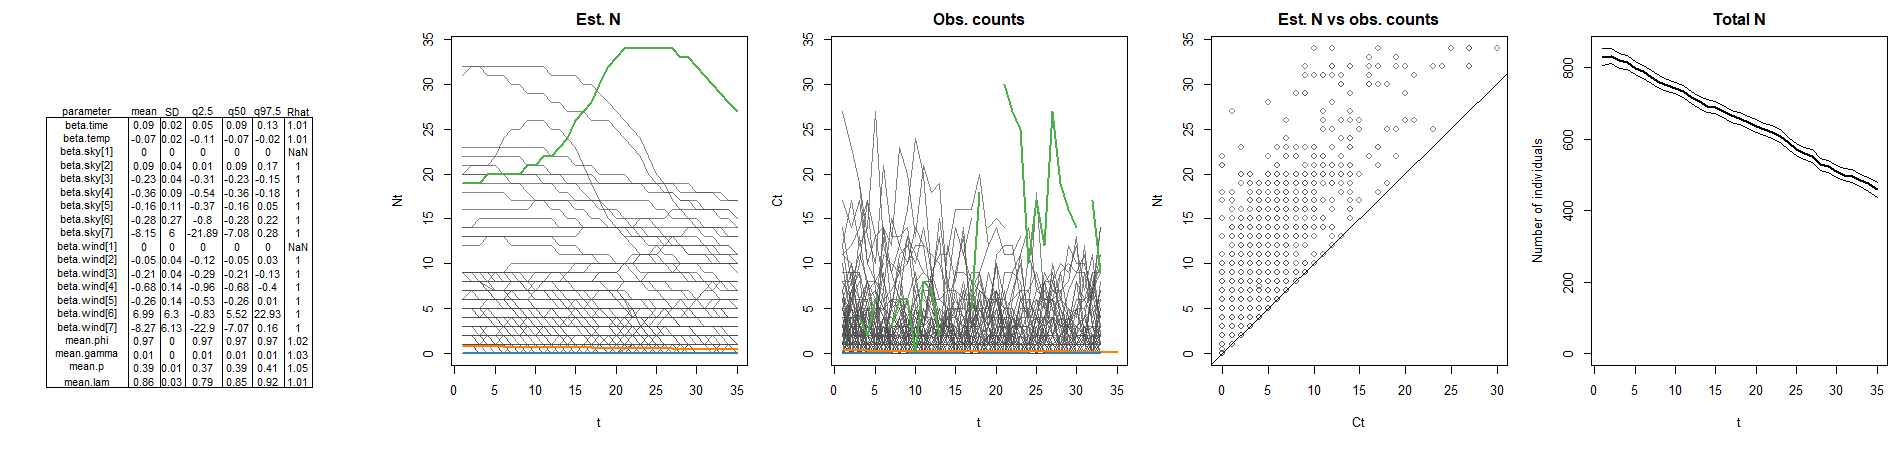 parameter mean SD q2.5 q50 q97.5 Rhat
beta.time 0.09 0.02 0.05 0.09 0.13 1.01
beta.temp -0.07 0.02 -0.11 -0.07 -0.02 1.01
beta.sky[1] 0 0 0 0 0 NaN
beta.sky[2] 0.09 0.04 0.01 0.09 0.17 1
beta.sky[3] -0.23 0.04 -0.31 -0.23 -0.15 1
beta.sky[4] -0.36 0.09 -0.54 -0.36 -0.18 1
beta.sky[5] -0.16 0.11 -0.37 -0.16 0.05 1
beta.sky[6] -0.28 0.27 -0.8 -0.28 0.22 1
beta.sky[7] -8.15 6 -21.89 -7.08 0.28 1
beta.wind[1] 0 0 0 0 0 NaN
beta.wind[2] -0.05 0.04 -0.12 -0.05 0.03 1
beta.wind[3] -0.21 0.04 -0.29 -0.21 -0.13 1
beta.wind[4] -0.68 0.14 -0.96 -0.68 -0.4 1
beta.wind[5] -0.26 0.14 -0.53 -0.26 0.01 1
beta.wind[6] 6.99 6.3 -0.83 5.52 22.93 1
beta.wind[7] -8.27 6.13 -22.9 -7.07 0.16 1
mean.phi 0.97 0 0.97 0.97 0.97 1.02
mean.gamma 0.01 0 0.01 0.01 0.01 1.03
mean.p 0.39 0.01 0.37 0.39 0.41 1.05
mean.lam 0.86 0.03 0.79 0.85 0.92 1.01
Est. N
Nt
0 5 10 15 20 25 30 35
0 5 10 15 20 25 30 35
t
Obs. counts
Ct
0 5 10 15 20 25 30 35
0 5 10 15 20 25 30 35
t
Est. N vs obs. counts
Nt
0 5 10 15 20 25 30 35
0 5 10 15 20 25 30
Ct
Total N
Number of individuals
0 200 400 600 800
0 5 10 15 20 25 30 35
t